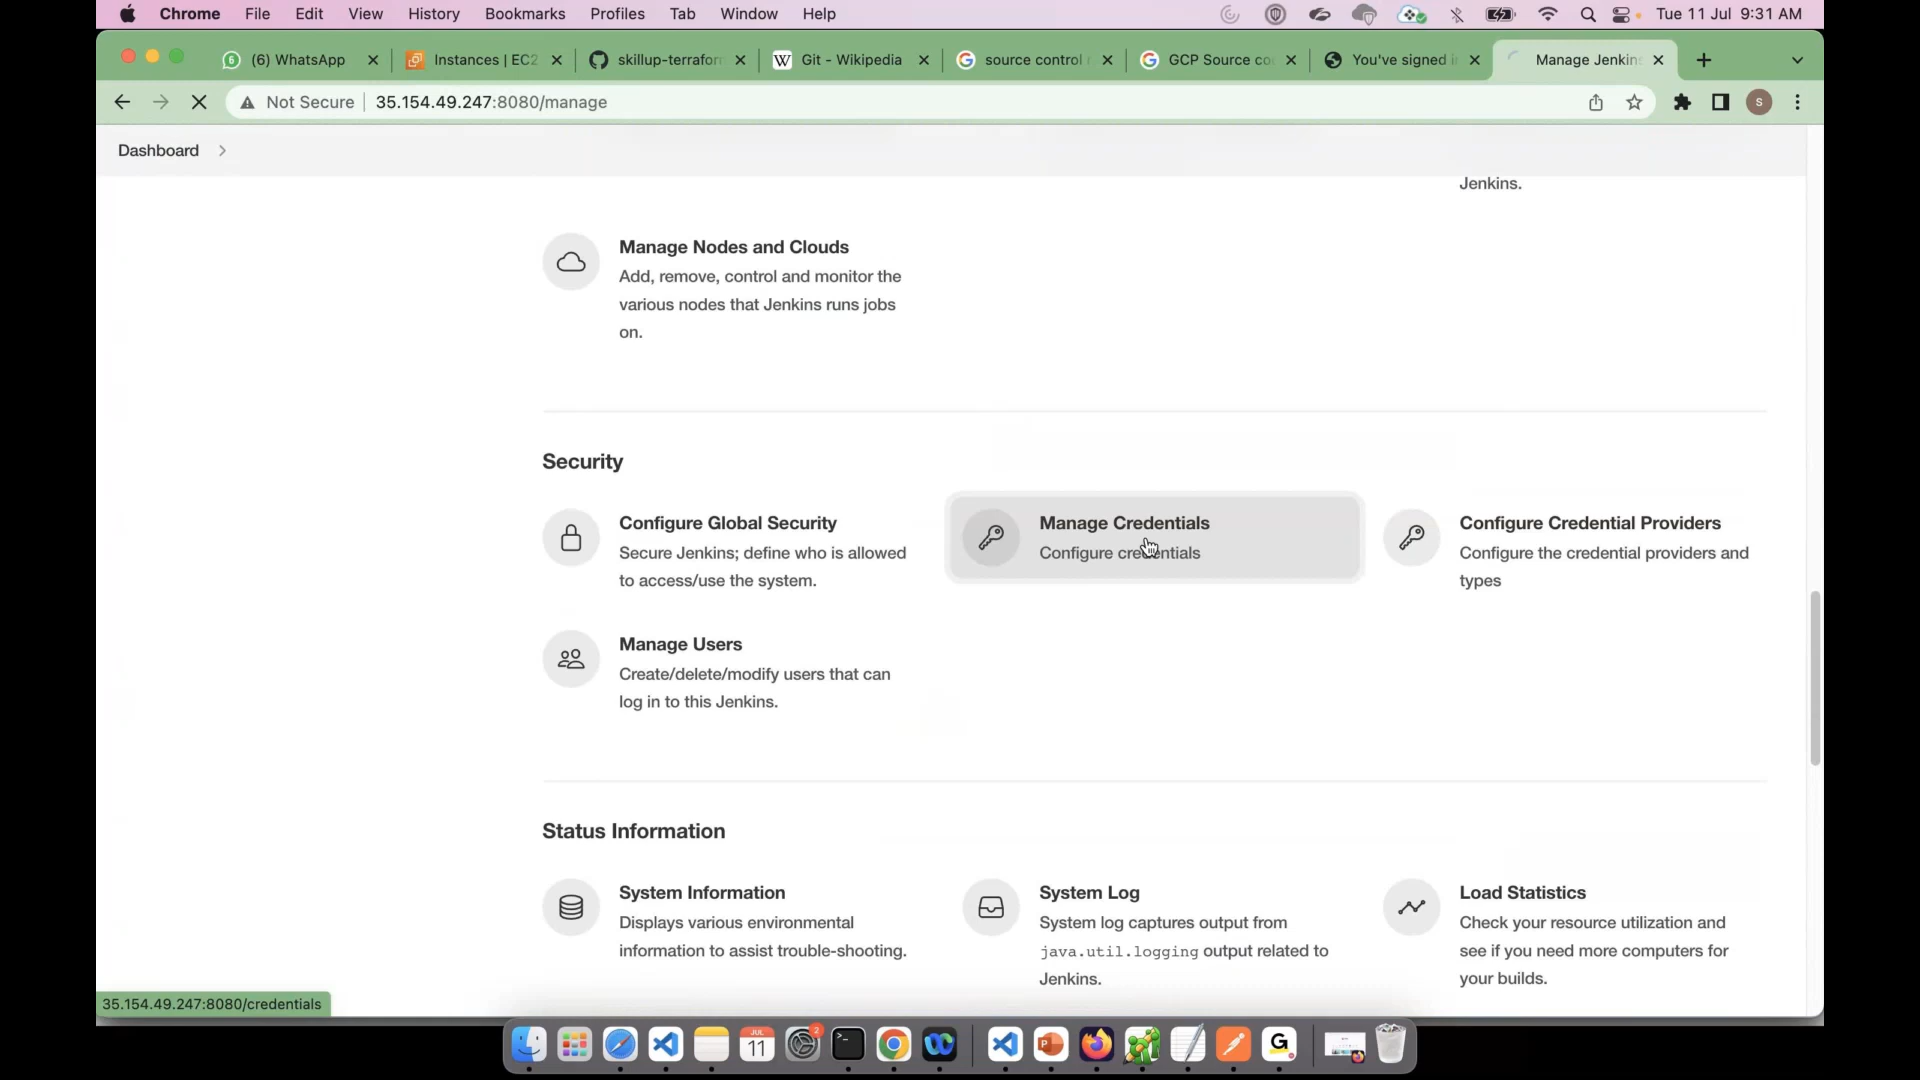 Chrome File Edit View History Bookmarks Profiles Tab Window Help Tue 11 Jul 9:31 AM
(6) WhatsApp Instances | EC2 skillup-terrafor Git - Wikipedia source control GCP Source co You've signed i Manage Jenkins
Not Secure 35.154.49.247:8080/manage S
Dashboard
Jenkins.
Manage Nodes and Clouds
Add, remove, control and monitor the
various nodes that Jenkins runs jobs
on.
Security
Configure Global Security
Secure Jenkins; define who is allowed
to access/use the system.
Manage Credentials
Configure credentials
Configure Credential Providers
Configure the credential providers and
types
Manage Users
Create/delete/modify users that can
log in to this Jenkins.
Status Information
System Information
Displays various environmental
information to assist trouble-shooting.
System Log
System log captures output from
java.util.logging output related to
Jenkins.
Load Statistics
Check your resource utilization and
see if you need more computers for
your builds.
35.154.49.247:8080/credentials
JUL
11
2